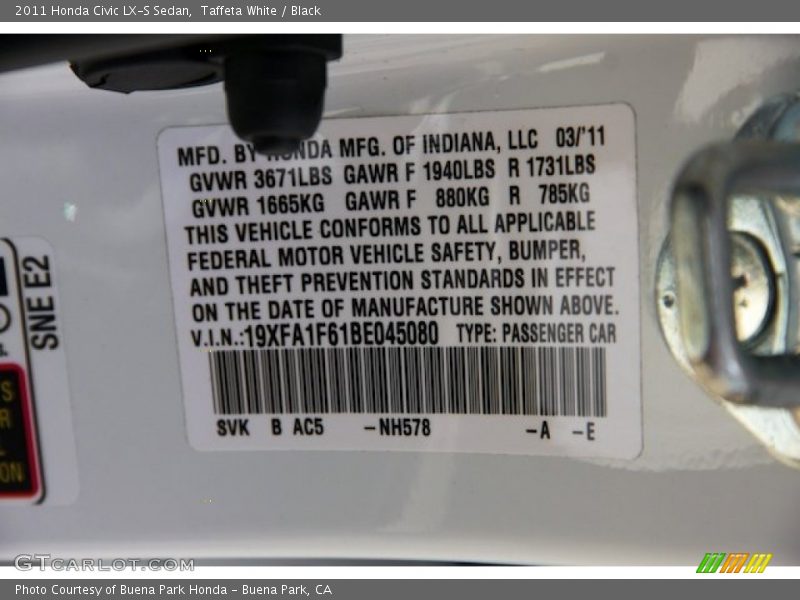 2011 Honda Civic LX-S Sedan, Taffeta White / Black
MFD. BY HONDA MFG. OF INDIANA, LLC 03/'11
GVWR 3671LBS GAWR F 1940LBS R 1731LBS
GVWR 1665KG GAWR F 880KG R 785KG
THIS VEHICLE CONFORMS TO ALL APPLICABLE
FEDERAL MOTOR VEHICLE SAFETY, BUMPER,
AND THEFT PREVENTION STANDARDS IN EFFECT
ON THE DATE OF MANUFACTURE SHOWN ABOVE.
V.I.N.:19XFA1F61BE045080 TYPE: PASSENGER CAR
SVK B AC5 -NH578 -A -E
SNE E2
GTCARLOT.COM
Photo Courtesy of Buena Park Honda - Buena Park, CA